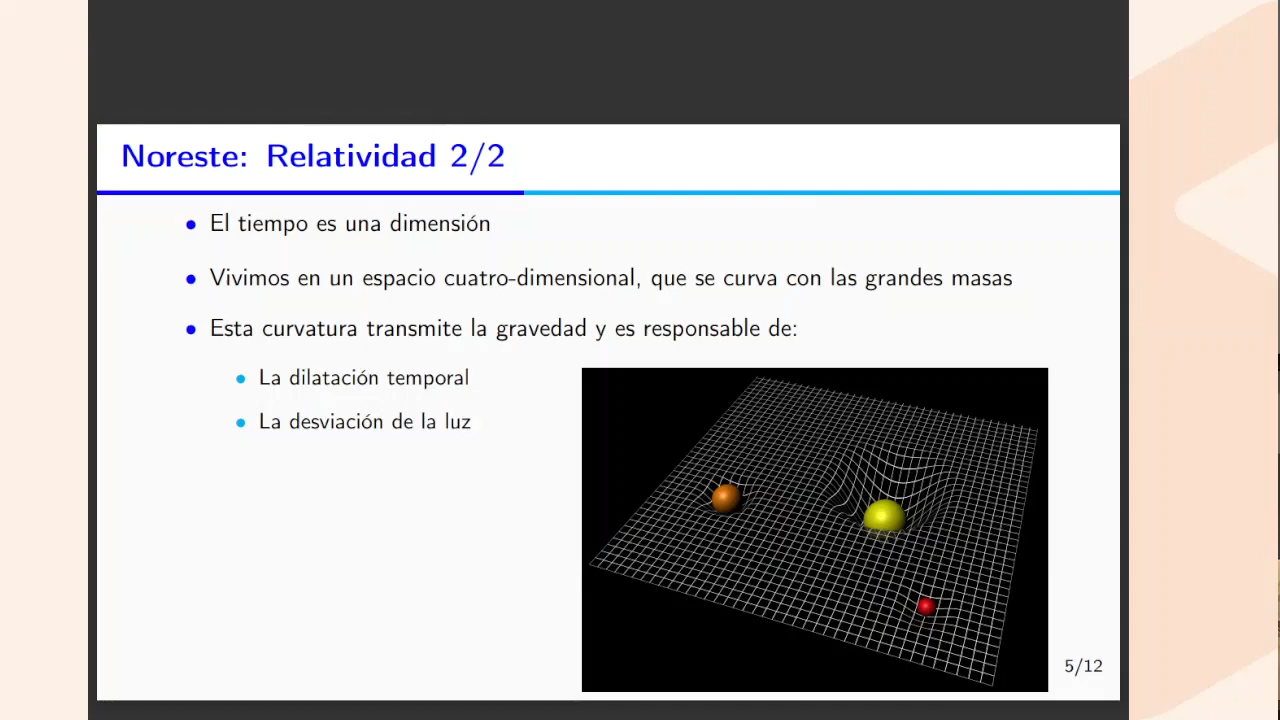 Noreste: Relatividad 2/2
El tiempo es una dimensión
Vivimos en un espacio cuatro-dimensional, que se curva con las grandes masas
Esta curvatura transmite la gravedad y es responsable de:
La dilatación temporal
La desviación de la luz
5/12